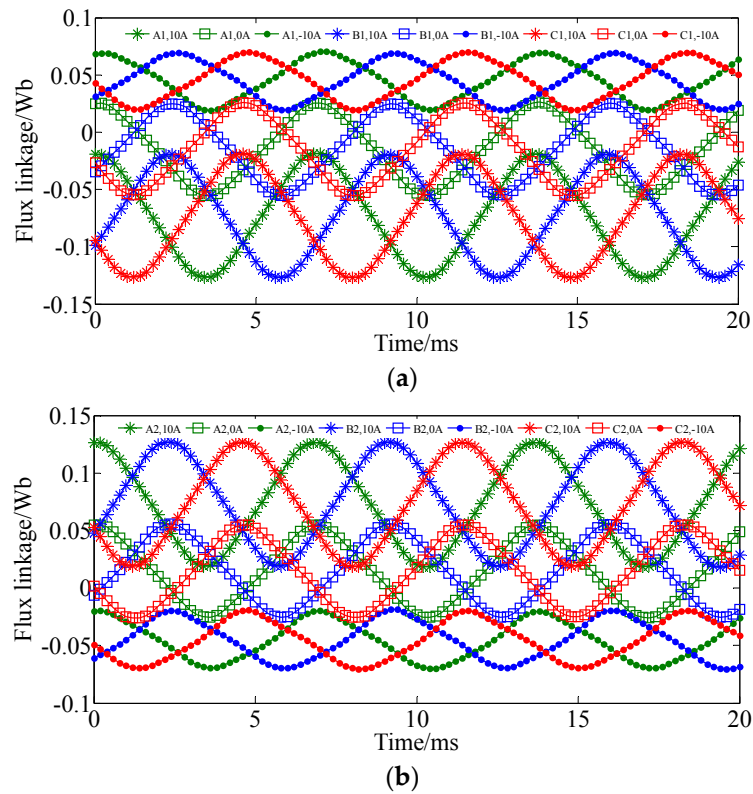 0.1
A1,10A A1,0A A1,-10A B1,10A B1,0A B1,-10A C1,10A C1,0A C1,-10A
0.05
0
-0.05
-0.1
-0.15
Flux linkage/Wb
0 5 10 15 20
Time/ms
(a)
0.15
A2,10A A2,0A A2,-10A B2,10A B2,0A B2,-10A C2,10A C2,0A C2,-10A
0.1
0.05
0
-0.05
-0.1
Flux linkage/Wb
0 5 10 15 20
Time/ms
(b)